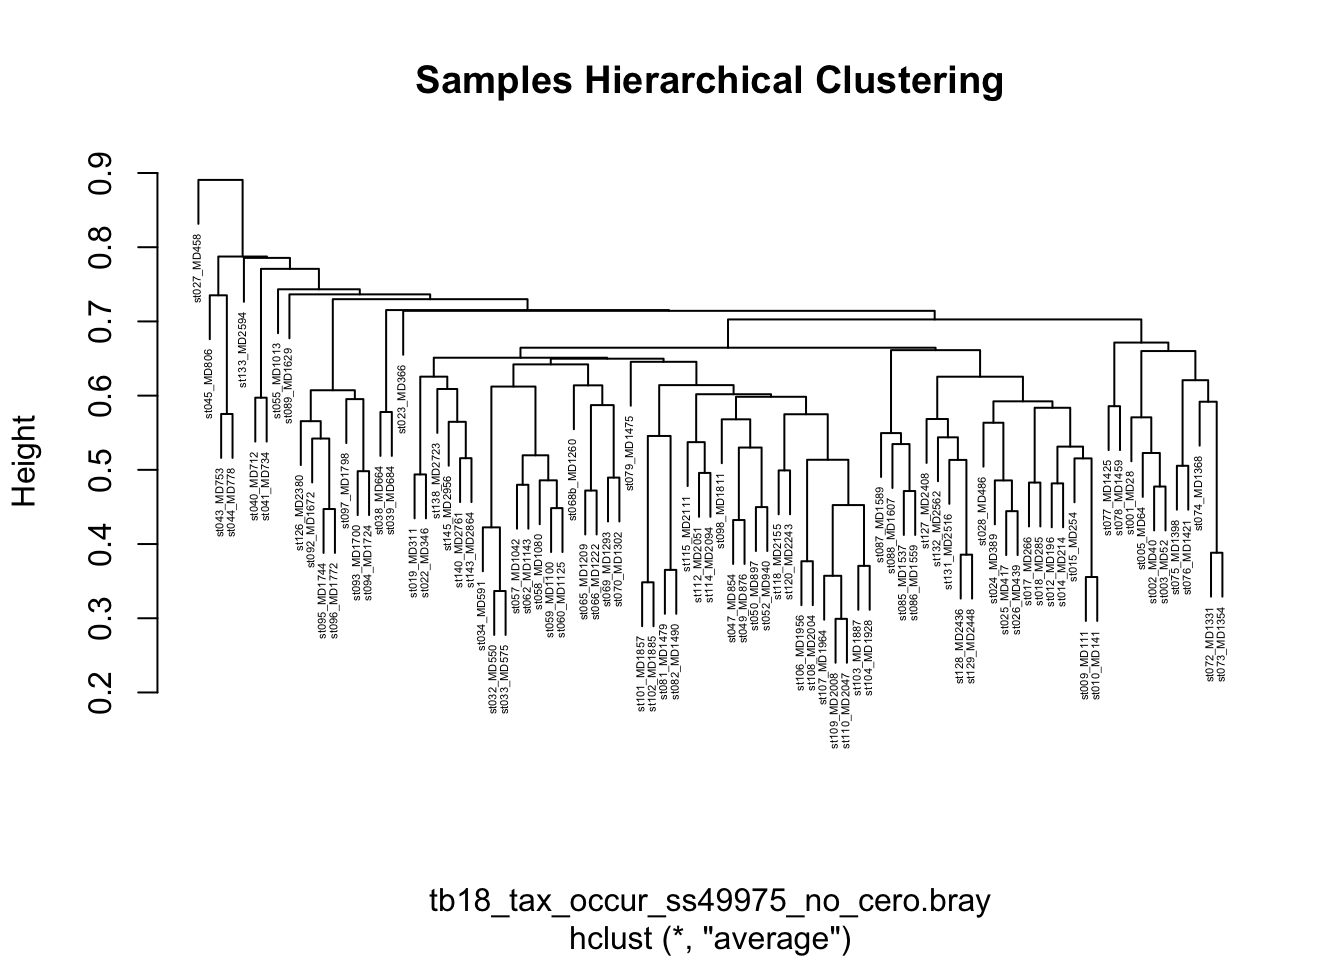 Samples Hierarchical Clustering
Height
0.9
0.8
0.7
0.6
0.5
0.4
0.3
0.2
st027_MD458
st045_MD806
st043_MD753
st044_MD778
st133_MD2594
st040_MD712
st041_MD734
st055_MD1013
st089_MD1629
st126_MD2380
st092_MD1672
st095_MD1744
st096_MD1772
st097_MD1798
st093_MD1700
st094_MD1724
st038_MD664
st039_MD684
st023_MD366
st019_MD311
st022_MD346
st138_MD2723
st145_MD2956
st140_MD2761
st143_MD2864
st034_MD591
st032_MD550
st033_MD575
st057_MD1042
st062_MD1143
st058_MD1080
st059_MD1100
st060_MD1125
st068b_MD1260
st065_MD1209
st066_MD1222
st069_MD1293
st070_MD1302
st079_MD1475
st101_MD1857
st102_MD1885
st081_MD1479
st082_MD1490
st115_MD2111
st112_MD2051
st114_MD2094
st098_MD1811
st047_MD854
st049_MD876
st050_MD897
st052_MD940
st118_MD2155
st120_MD2243
st106_MD1956
st108_MD2004
st107_MD1964
st109_MD2008
st110_MD2047
st103_MD1887
st104_MD1928
st087_MD1589
st088_MD1607
st085_MD1537
st086_MD1559
st127_MD2408
st132_MD2562
st131_MD2516
st128_MD2436
st129_MD2448
st028_MD486
st024_MD389
st025_MD417
st026_MD439
st017_MD266
st018_MD285
st012_MD196
st014_MD214
st015_MD254
st009_MD111
st010_MD141
st077_MD1425
st078_MD1459
st001_MD28
st005_MD64
st002_MD40
st003_MD52
st075_MD1398
st076_MD1421
st074_MD1368
st072_MD1331
st073_MD1354
tb18_tax_occur_ss49975_no_cero.bray
hclust (*, "average")